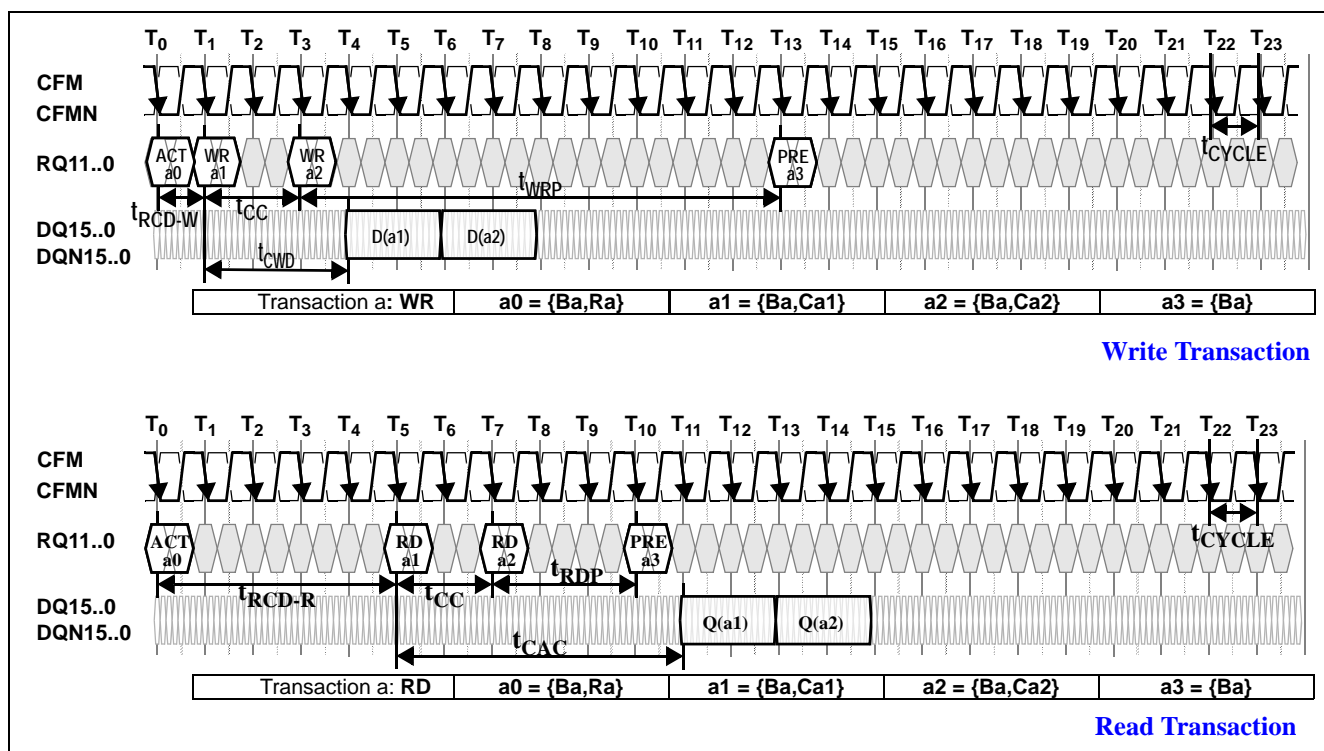 T0 T1 T2 T3 T4 T5 T6 T7 T8 T9 T10 T11 T12 T13 T14 T15 T16 T17 T18 T19 T20 T21 T22 T23
CFM
CFMN
RQ11..0 ACT a0 WR a1 WR a2 PRE a3 tCYCLE
tRCD-W tCC tWRP
DQ15..0
DQN15..0 D(a1) D(a2)
tCWD
Transaction a: WR a0 = {Ba,Ra} a1 = {Ba,Ca1} a2 = {Ba,Ca2} a3 = {Ba}
Write Transaction
T0 T1 T2 T3 T4 T5 T6 T7 T8 T9 T10 T11 T12 T13 T14 T15 T16 T17 T18 T19 T20 T21 T22 T23
CFM
CFMN
RQ11..0 ACT a0 RD a1 RD a2 PRE a3 tCYCLE
tRCD-R tCC tRDP
DQ15..0
DQN15..0 Q(a1) Q(a2)
tCAC
Transaction a: RD a0 = {Ba,Ra} a1 = {Ba,Ca1} a2 = {Ba,Ca2} a3 = {Ba}
Read Transaction